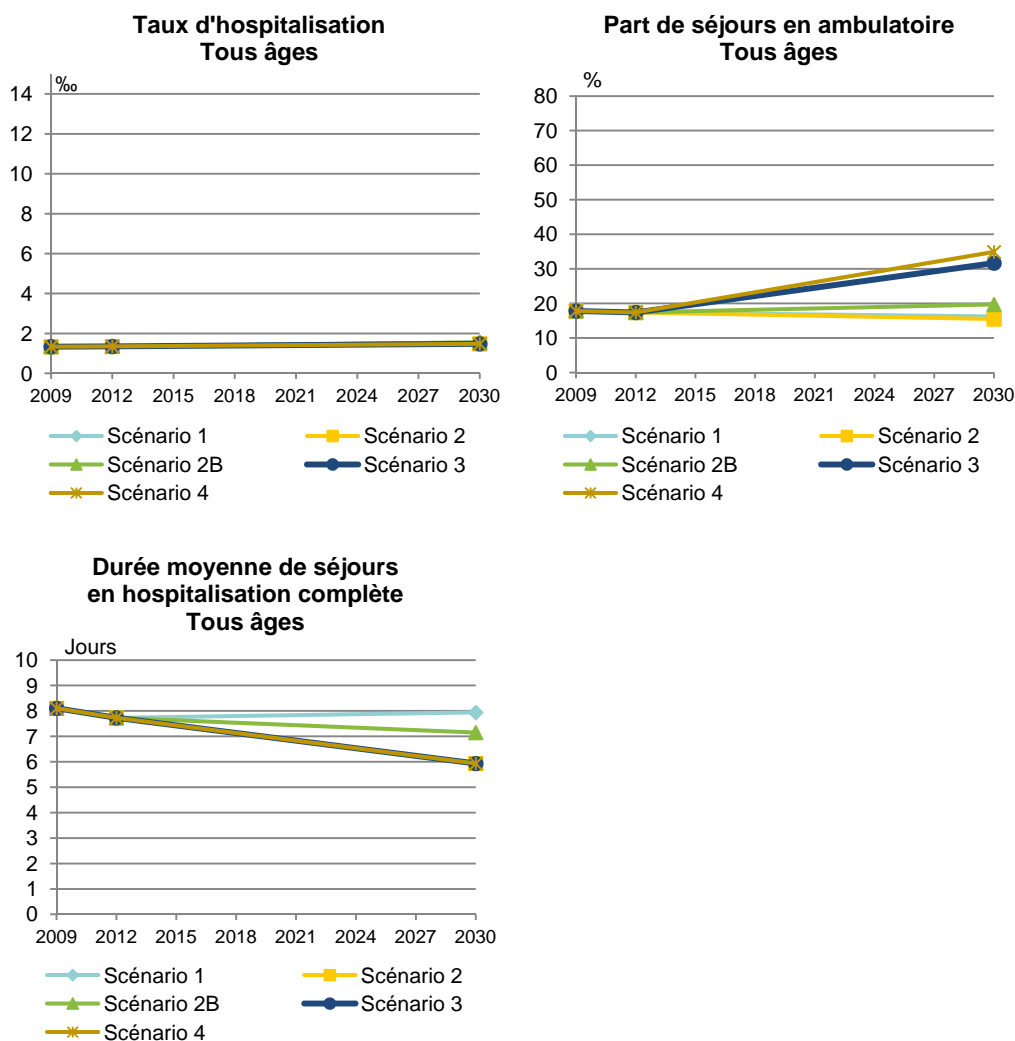 Taux d'hospitalisation
Tous âges
‰
14
12
10
8
6
4
2
0
2009 2012 2015 2018 2021 2024 2027 2030
Scénario 1 Scénario 2
Scénario 2B Scénario 3
Scénario 4
Part de séjours en ambulatoire
Tous âges
%
80
70
60
50
40
30
20
10
0
2009 2012 2015 2018 2021 2024 2027 2030
Scénario 1 Scénario 2
Scénario 2B Scénario 3
Scénario 4
Durée moyenne de séjours
en hospitalisation complète
Tous âges
Jours
10
9
8
7
6
5
4
3
2
1
0
2009 2012 2015 2018 2021 2024 2027 2030
Scénario 1 Scénario 2
Scénario 2B Scénario 3
Scénario 4